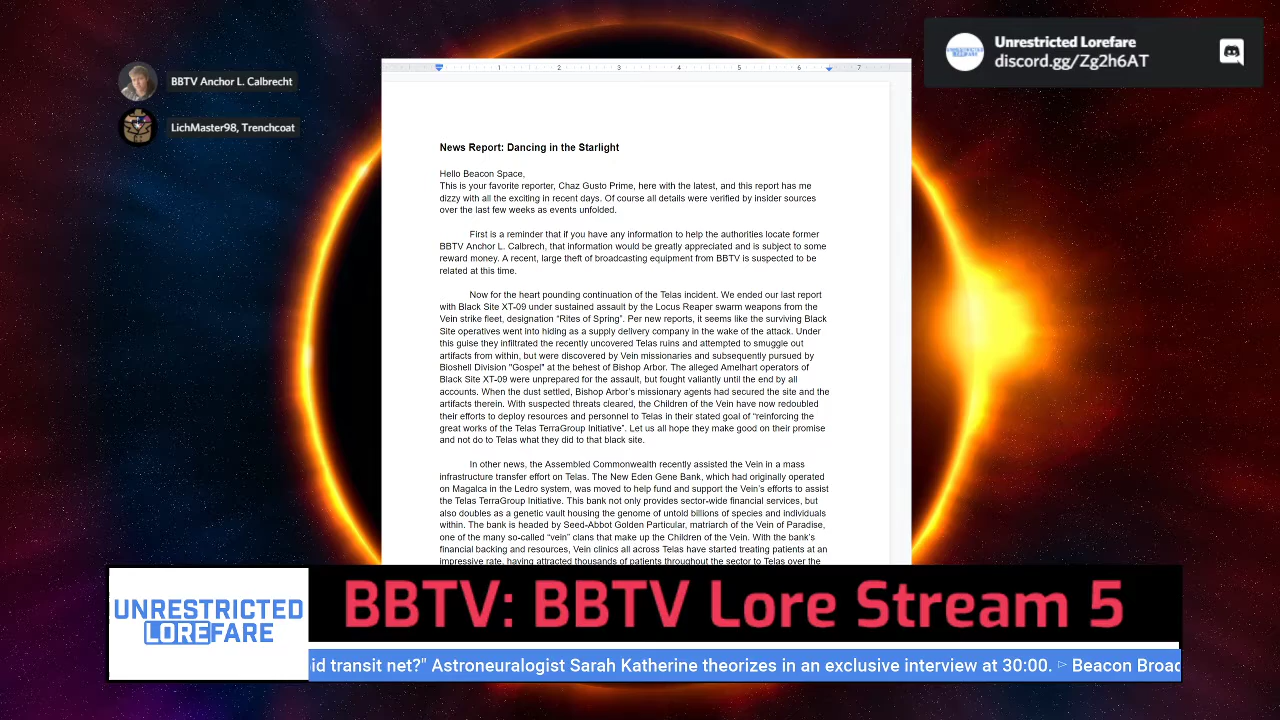 Unrestricted Lorefare
discord.gg/Zg2h6AT
BBTV Anchor L. Calbrecht
LichMaster98, Trenchcoat
1 2 3 4 5 6 7
News Report: Dancing in the Starlight
Hello Beacon Space,
This is your favorite reporter, Chaz Gusto Prime, here with the latest, and this report has me
dizzy with all the exciting in recent days. Of course all details were verified by insider sources
over the last few weeks as events unfolded.
First is a reminder that if you have any information to help the authorities locate former
BBTV Anchor L. Calbrech, that information would be greatly appreciated and is subject to some
reward money. A recent, large theft of broadcasting equipment from BBTV is suspected to be
related at this time.
Now for the heart pounding continuation of the Telas incident. We ended our last report
with Black Site XT-09 under sustained assault by the Locus Reaper swarm weapons from the
Vein strike fleet, designation “Rites of Spring”. Per new reports, it seems like the surviving Black
Site operatives went into hiding as a supply delivery company in the wake of the attack. Under
this guise they infiltrated the recently uncovered Telas ruins and attempted to smuggle out
artifacts from within, but were discovered by Vein missionaries and subsequently pursued by
Bioshell Division "Gospel" at the behest of Bishop Arbor. The alleged Amelhart operators of
Black Site XT-09 were unprepared for the assault, but fought valiantly until the end by all
accounts. When the dust settled, Bishop Arbor’s missionary agents had secured the site and the
artifacts therein. With suspected threats cleared, the Children of the Vein have now redoubled
their efforts to deploy resources and personnel to Telas in their stated goal of “reinforcing the
great works of the Telas TerraGroup Initiative”. Let us all hope they make good on their promise
and not do to Telas what they did to that black site.
In other news, the Assembled Commonwealth recently assisted the Vein in a mass
infrastructure transfer effort on Telas. The New Eden Gene Bank, which had originally operated
on Magalca in the Ledro system, was moved to help fund and support the Vein’s efforts to assist
the Telas TerraGroup Initiative. This bank not only provides sector-wide financial services, but
also doubles as a genetic vault housing the genome of untold billions of species and individuals
within. The bank is headed by Seed-Abbot Golden Particular, matriarch of the Vein of Paradise,
one of the many so-called “vein” clans that make up the Children of the Vein. With the bank’s
financial backing and resources, Vein clinics all across Telas have started treating patients at an
impressive rate, having attracted thousands of patients throughout the sector to Telas over the
UNRESTRICTED
LOREFARE
BBTV: BBTV Lore Stream 5
id transit net?" Astroneuralogist Sarah Katherine theorizes in an exclusive interview at 30:00. ▷ Beacon Broad